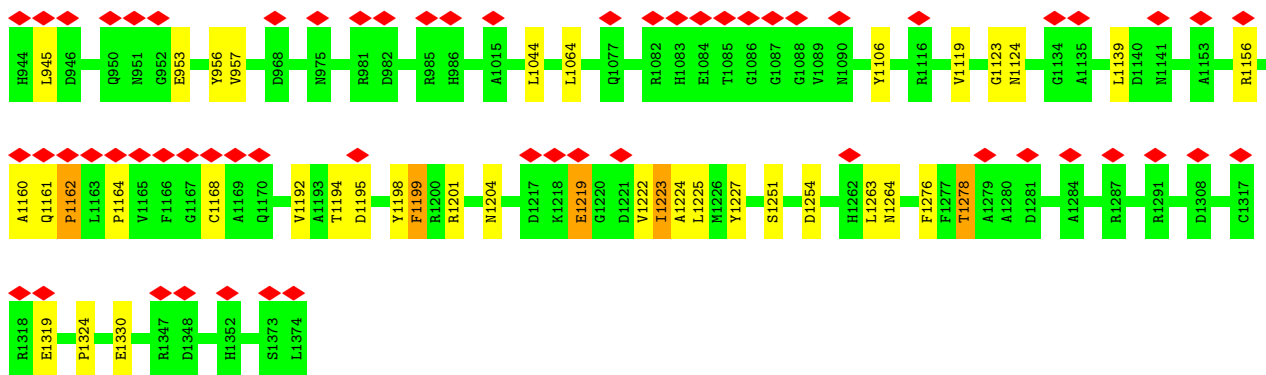 H944 L945 D946 Q950 N951 G952 E953 Y956 V957 D968 N975 R981 D982 R985 H986 A1015 L1044 L1064 Q1077 R1082 H1083 E1084 T1085 G1086 G1087 G1088 V1089 N1090 Y1106 R1116 V1119 G1123 N1124 G1134 A1135 L1139 D1140 N1141 A1153 R1156
A1160 Q1161 P1162 L1163 P1164 V1165 F1166 G1167 C1168 A1169 Q1170 V1192 A1193 T1194 D1195 Y1198 F1199 R1200 R1201 N1204 D1217 K1218 E1219 G1220 D1221 V1222 T1223 A1224 L1225 M1226 Y1227 S1251 D1254 H1262 L1263 N1264 F1276 F1277 T1278 A1279 A1280 D1281 A1284 R1287 R1291 D1308 C1317
R1318 E1319 P1324 E1330 R1347 D1348 H1352 S1373 L1374